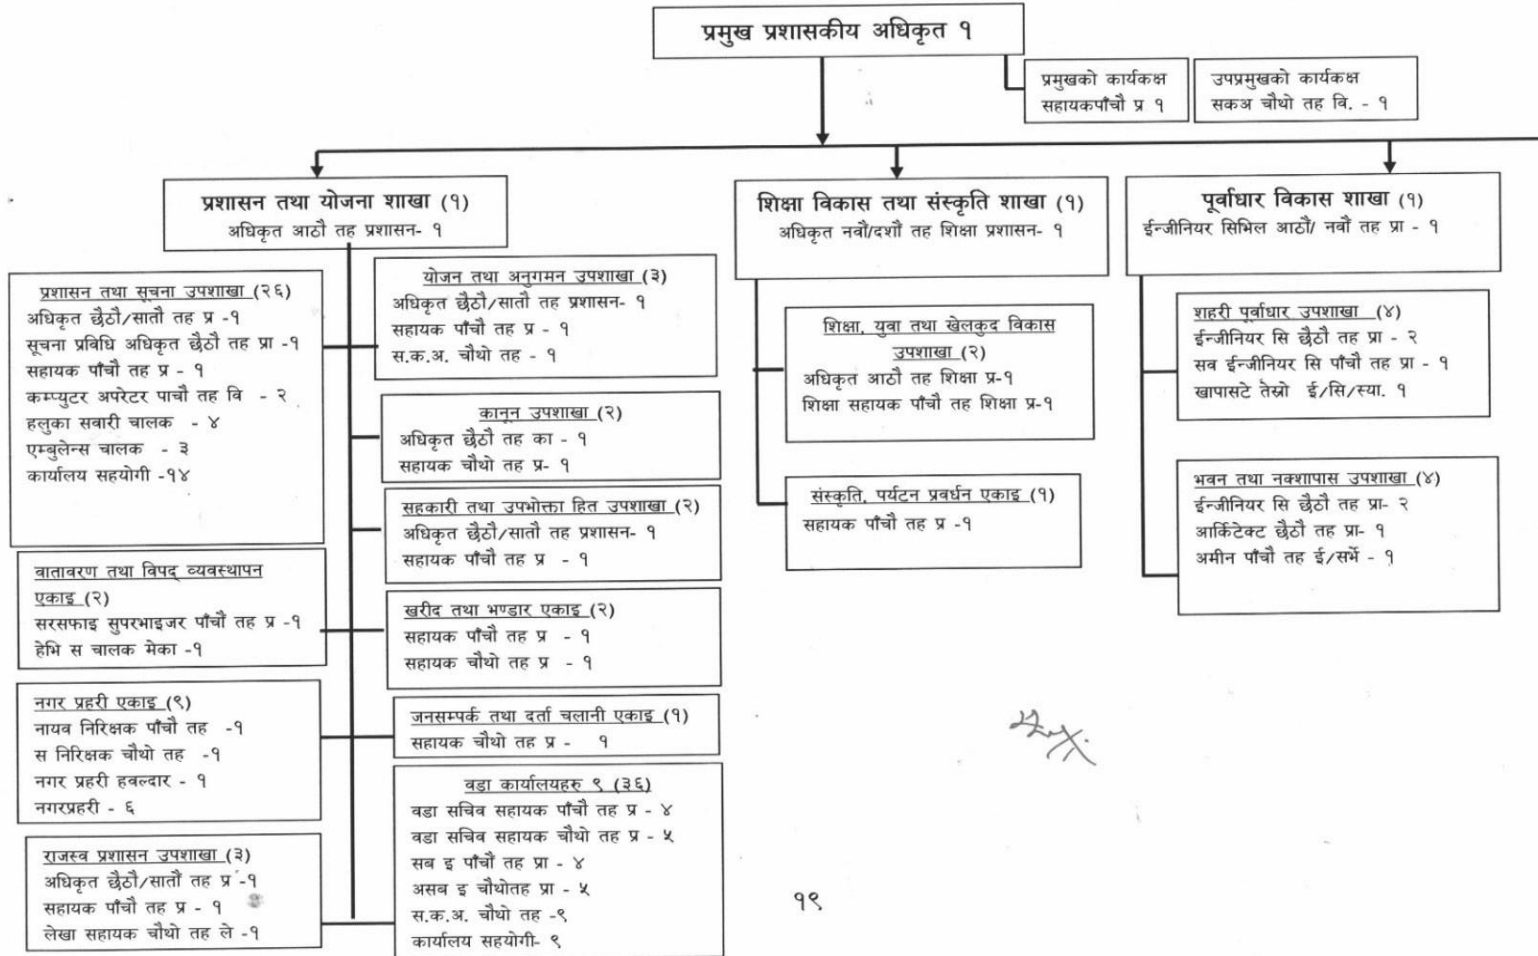 प्रमुख प्रशासकीय अधिकृत १
प्रमुखको कार्यकक्ष
सहायकपाँचौ प्र १
उपप्रमुखको कार्यकक्ष
सकअ चौथो तह वि. - १
प्रशासन तथा योजना शाखा (१)
अधिकृत आठौ तह प्रशासन- १
प्रशासन तथा सूचना उपशाखा (२६)
अधिकृत छैठौ/सातौ तह प्र -१
सूचना प्रविधि अधिकृत छैठौ तह प्रा -१
सहायक पाँचौ तह प्र - १
कम्प्युटर अपरेटर पाचौ तह वि - २
हलुका सवारी चालक - ४
एम्बुलेन्स चालक - ३
कार्यालय सहयोगी -१४
वातावरण तथा विपद् व्यवस्थापन
एकाइ (२)
सरसफाइ सुपरभाइजर पाँचौं तह प्र -१
हेभि स चालक मेका -१
नगर प्रहरी एकाइ (९)
नायव निरिक्षक पाँचौ तह -१
स निरिक्षक चौथो तह -१
नगर प्रहरी हवल्दार - १
नगरप्रहरी - ६
राजस्व प्रशासन उपशाखा (३)
अधिकृत छैठौ/सातौं तह प्र -१
सहायक पाँचौ तह प्र - १
लेखा सहायक चौथो तह ले -१
योजन तथा अनुगमन उपशाखा (३)
अधिकृत छैठौ/सातौ तह प्रशासन- १
सहायक पाँचौ तह प्र - १
स.क.अ. चौथो तह - १
कानून उपशाखा (२)
अधिकृत छैठौ तह का - १
सहायक चौथो तह प्र- १
सहकारी तथा उपभोक्ता हित उपशाखा (२)
अधिकृत छैठौ/सातौ तह प्रशासन- १
सहायक पाँचौ तह प्र - १
खरीद तथा भण्डार एकाइ (२)
सहायक पाँचौ तह प्र - १
सहायक चौथो तह प्र - १
जनसम्पर्क तथा दर्ता चलानी एकाइ (१)
सहायक चौथो तह प्र - १
वडा कार्यालयहरु ९ (३६)
वडा सचिव सहायक पाँचौ तह प्र - ४
वडा सचिव सहायक चौथो तह प्र - ५
सब इ पाँचौ तह प्रा - ४
असब इ चौथोतह प्रा - ५
स.क.अ. चौथो तह -९
कार्यालय सहयोगी- ९
शिक्षा विकास तथा संस्कृति शाखा (१)
अधिकृत नवौं/दशौं तह शिक्षा प्रशासन- १
शिक्षा, युवा तथा खेलकुद विकास
उपशाखा (२)
अधिकृत आठौ तह शिक्षा प्र-१
शिक्षा सहायक पाँचौ तह शिक्षा प्र-१
संस्कृति, पर्यटन प्रवर्धन एकाइ (१)
सहायक पाँचौ तह प्र -१
पूर्वाधार विकास शाखा (१)
ईन्जीनियर सिभिल आठौं/ नवौं तह प्रा - १
शहरी पूर्वाधार उपशाखा (४)
ईन्जीनियर सि छैठौ तह प्रा - २
सव ईन्जीनियर सि पाँचौ तह प्रा - १
खापासटे तेस्रो ई/सि/स्या. १
भवन तथा नक्शापास उपशाखा (४)
ईन्जीनियर सि छैठौ तह प्रा- २
आर्किटेक्ट छैठौ तह प्रा- १
अमीन पाँचौ तह ई/सर्भे - १
१९